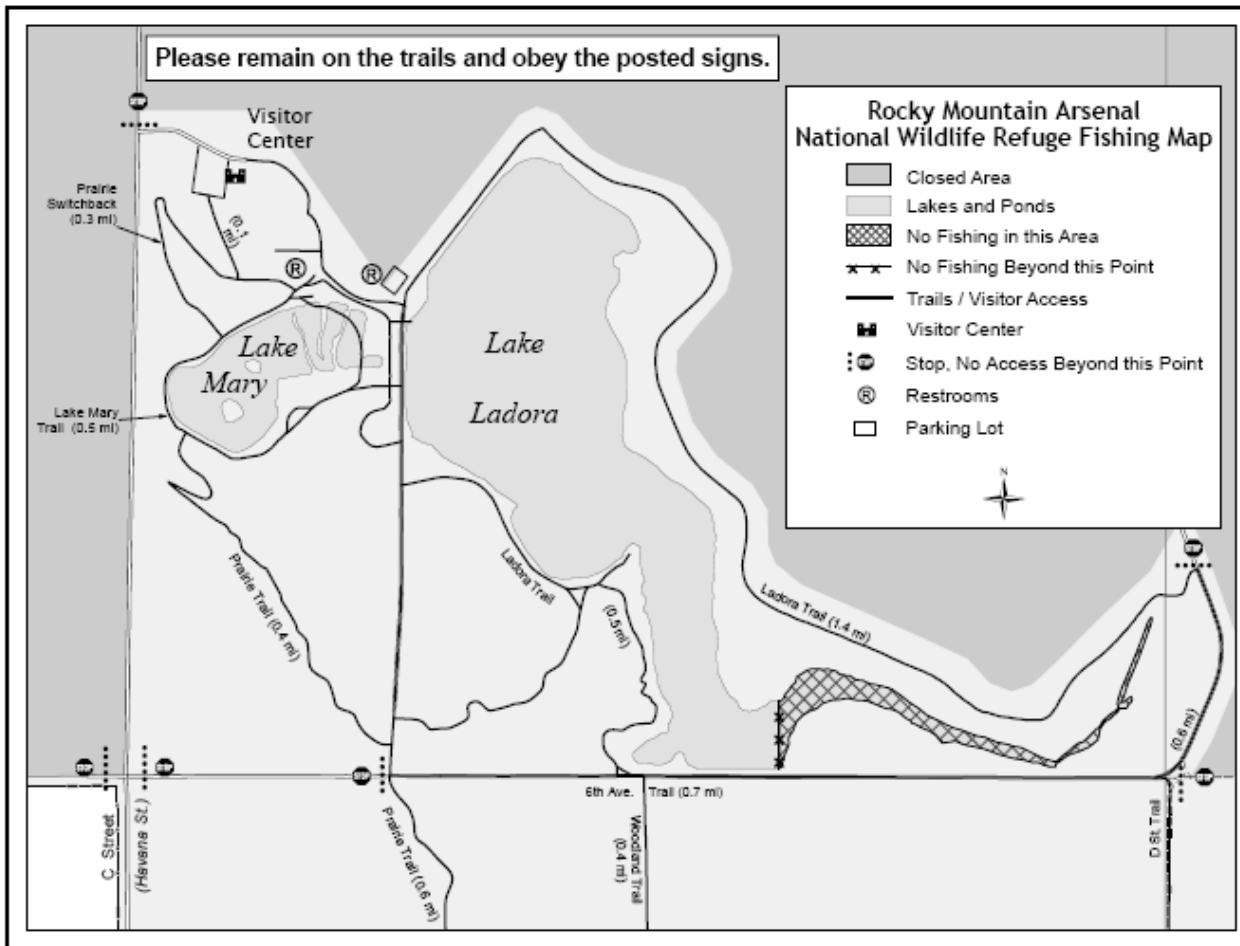 Please remain on the trails and obey the posted signs.
Visitor
Center
Prairie
Switchback
(0.3 mi)
(0.1
mi)
R
R
Lake
Mary
Lake Mary
Trail (0.5 mi)
Lake
Ladora
Rocky Mountain Arsenal
National Wildlife Refuge Fishing Map
Closed Area
Lakes and Ponds
No Fishing in this Area
No Fishing Beyond this Point
Trails / Visitor Access
Visitor Center
Stop, No Access Beyond this Point
R
Restrooms
Parking Lot
N
Prairie Trail (0.4 mi)
Ladora Trail
(0.5mi)
Ladora Trail (1.4 mi)
(0.6 mi)
6th Ave.
Trail (0.7 mi)
C Street
(Havana St.)
Prairie Trail (0.6 mi)
Woodland Trail
(0.4 mi)
D St. Trail